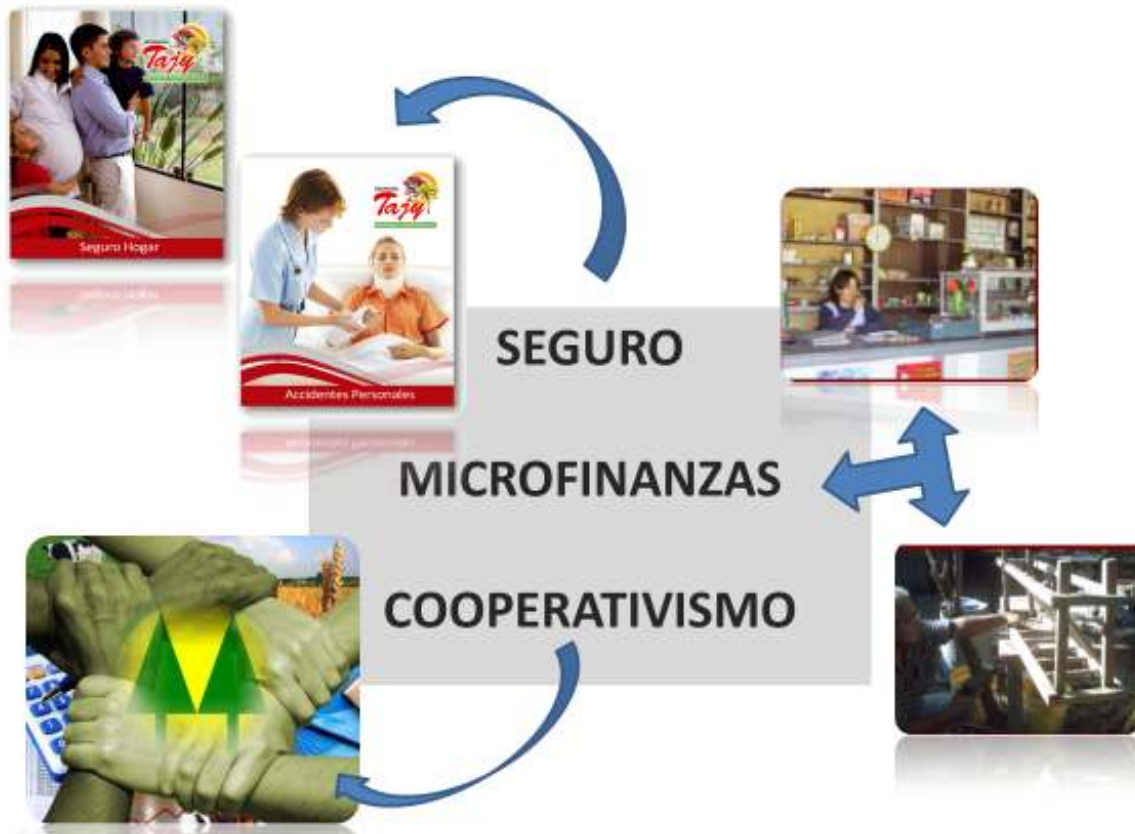 Tajy
Seguro Hogar
Tajy
Accidentes Personales
SEGURO
MICROFINANZAS
COOPERATIVISMO